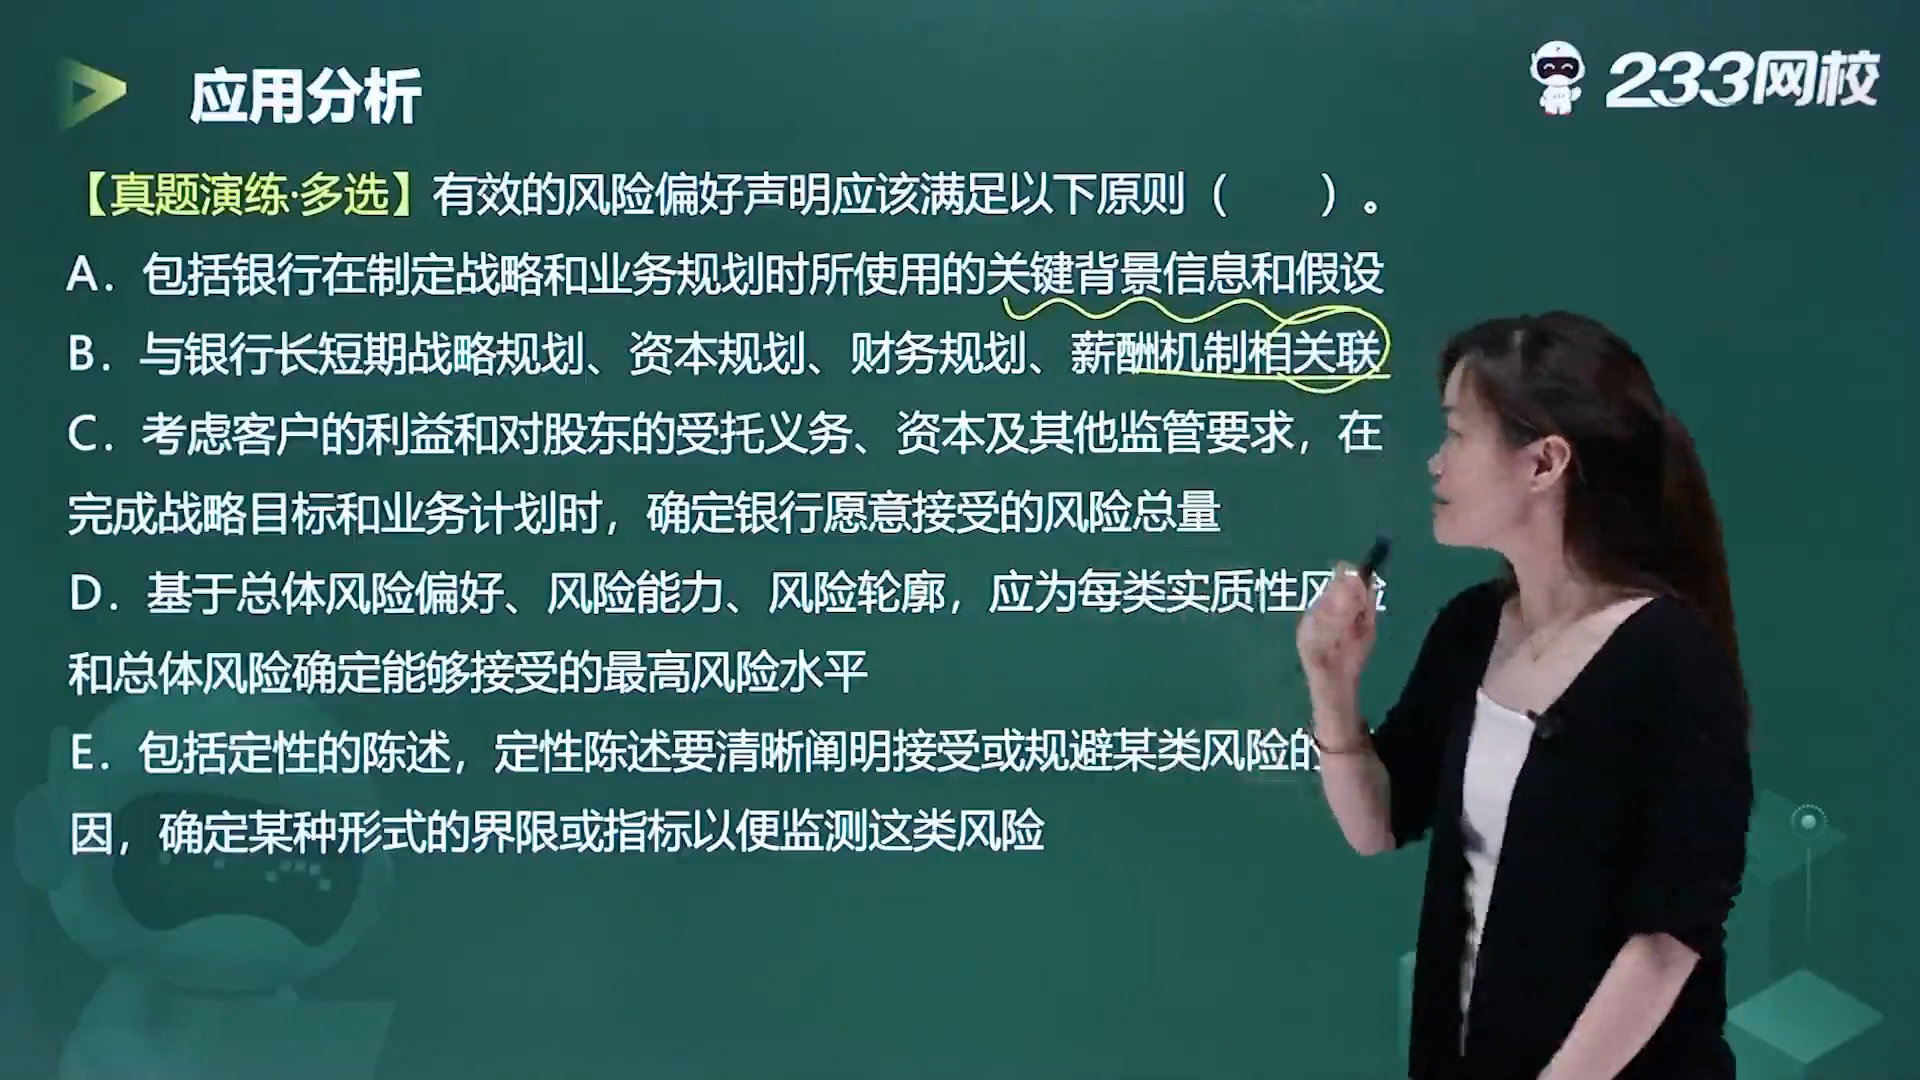 应用分析
233网校
【真题演练·多选】有效的风险偏好声明应该满足以下原则（  ）。
A. 包括银行在制定战略和业务规划时所使用的关键背景信息和假设
B. 与银行长短期战略规划、资本规划、财务规划、薪酬机制相关联
C. 考虑客户的利益和对股东的受托义务、资本及其他监管要求，在
完成战略目标和业务计划时，确定银行愿意接受的风险总量
D. 基于总体风险偏好、风险能力、风险轮廓，应为每类实质性风险
和总体风险确定能够接受的最高风险水平
E. 包括定性的陈述，定性陈述要清晰阐明接受或规避某类风险的
因，确定某种形式的界限或指标以便监测这类风险